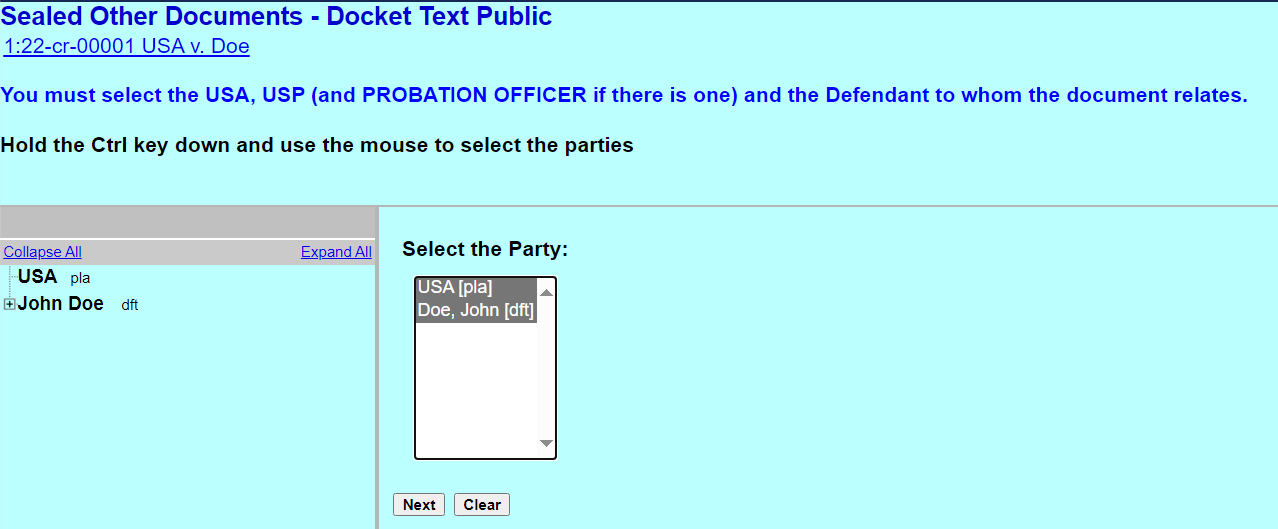 Sealed Other Documents - Docket Text Public
1:22-cr-00001 USA v. Doe
You must select the USA, USP (and PROBATION OFFICER if there is one) and the Defendant to whom the document relates.
Hold the Ctrl key down and use the mouse to select the parties
Collapse All Expand All
USA pla
John Doe dft
Select the Party:
USA [pla]
Doe, John [dft]
Next Clear